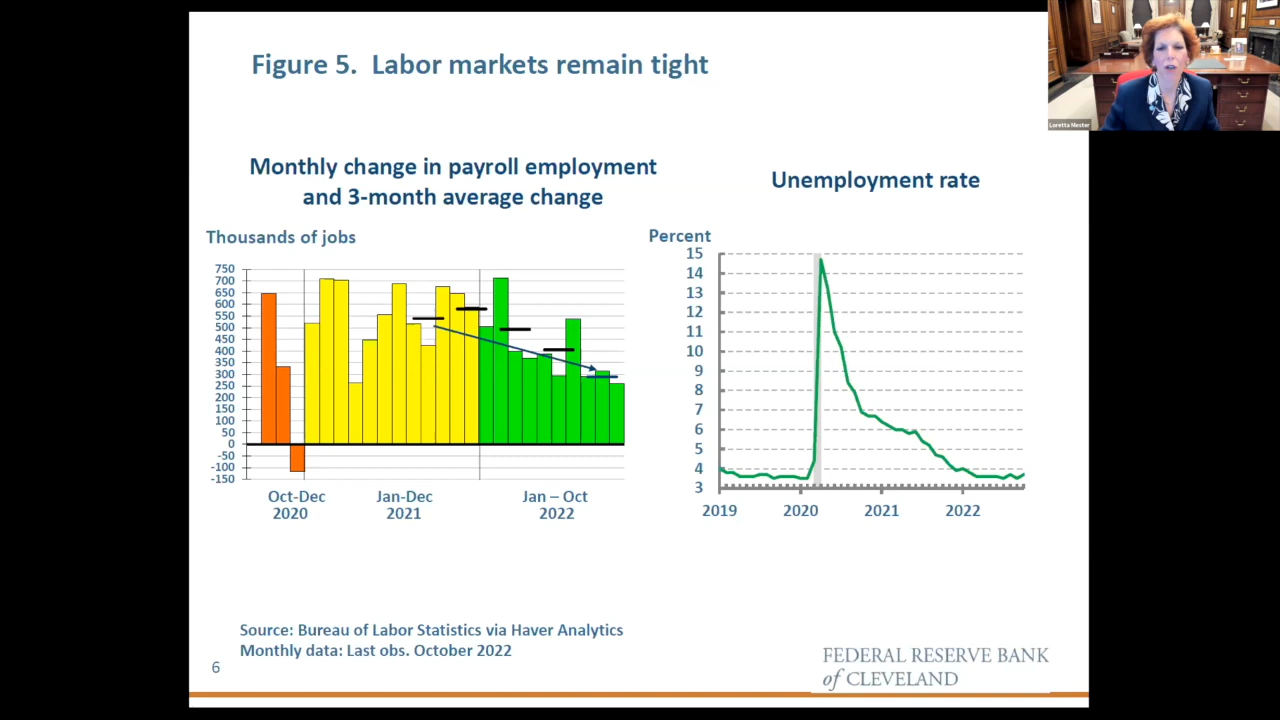 Figure 5. Labor markets remain tight
Loretta Mester
Monthly change in payroll employment
and 3-month average change
Thousands of jobs
750
700
650
600
550
500
450
400
350
300
250
200
150
100
50
0
-50
-100
-150
Oct-Dec
2020
Jan-Dec
2021
Jan – Oct
2022
Unemployment rate
Percent
15
14
13
12
11
10
9
8
7
6
5
4
3
2019 2020 2021 2022
Source: Bureau of Labor Statistics via Haver Analytics
Monthly data: Last obs. October 2022
6
FEDERAL RESERVE BANK
of CLEVELAND